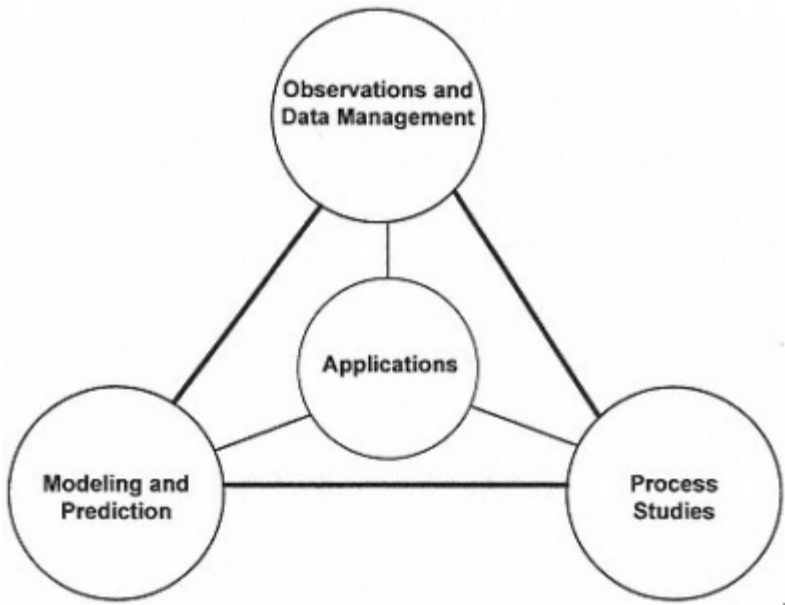 Observations and
Data Management
Applications
Modeling and
Prediction
Process
Studies